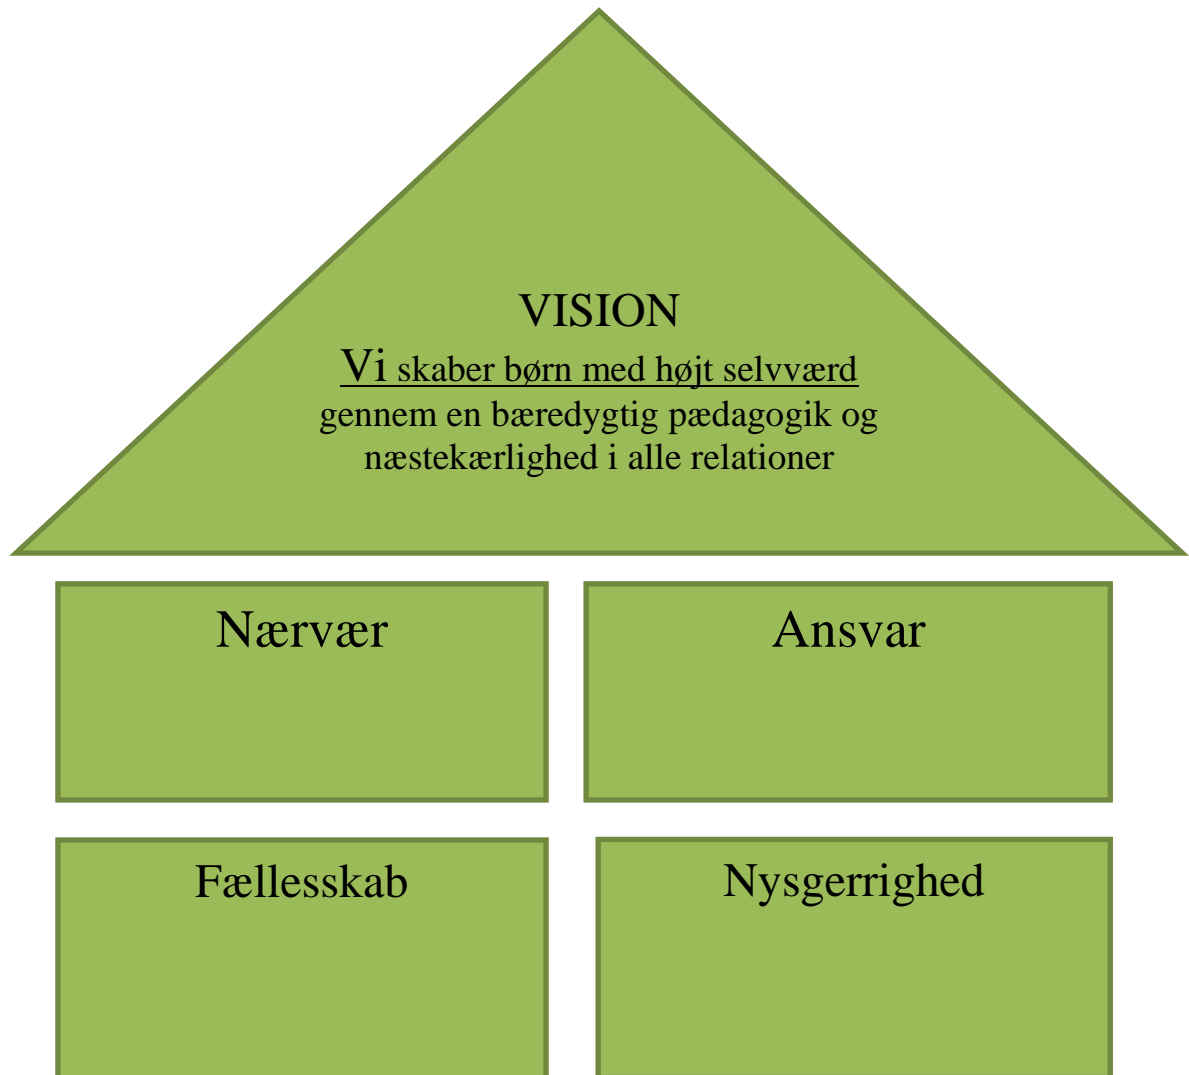 VISION
Vi skaber børn med højt selvværd
gennem en bæredygtig pædagogik og
næstekærlighed i alle relationer
Nærvær
Ansvar
Fællesskab
Nysgerrighed